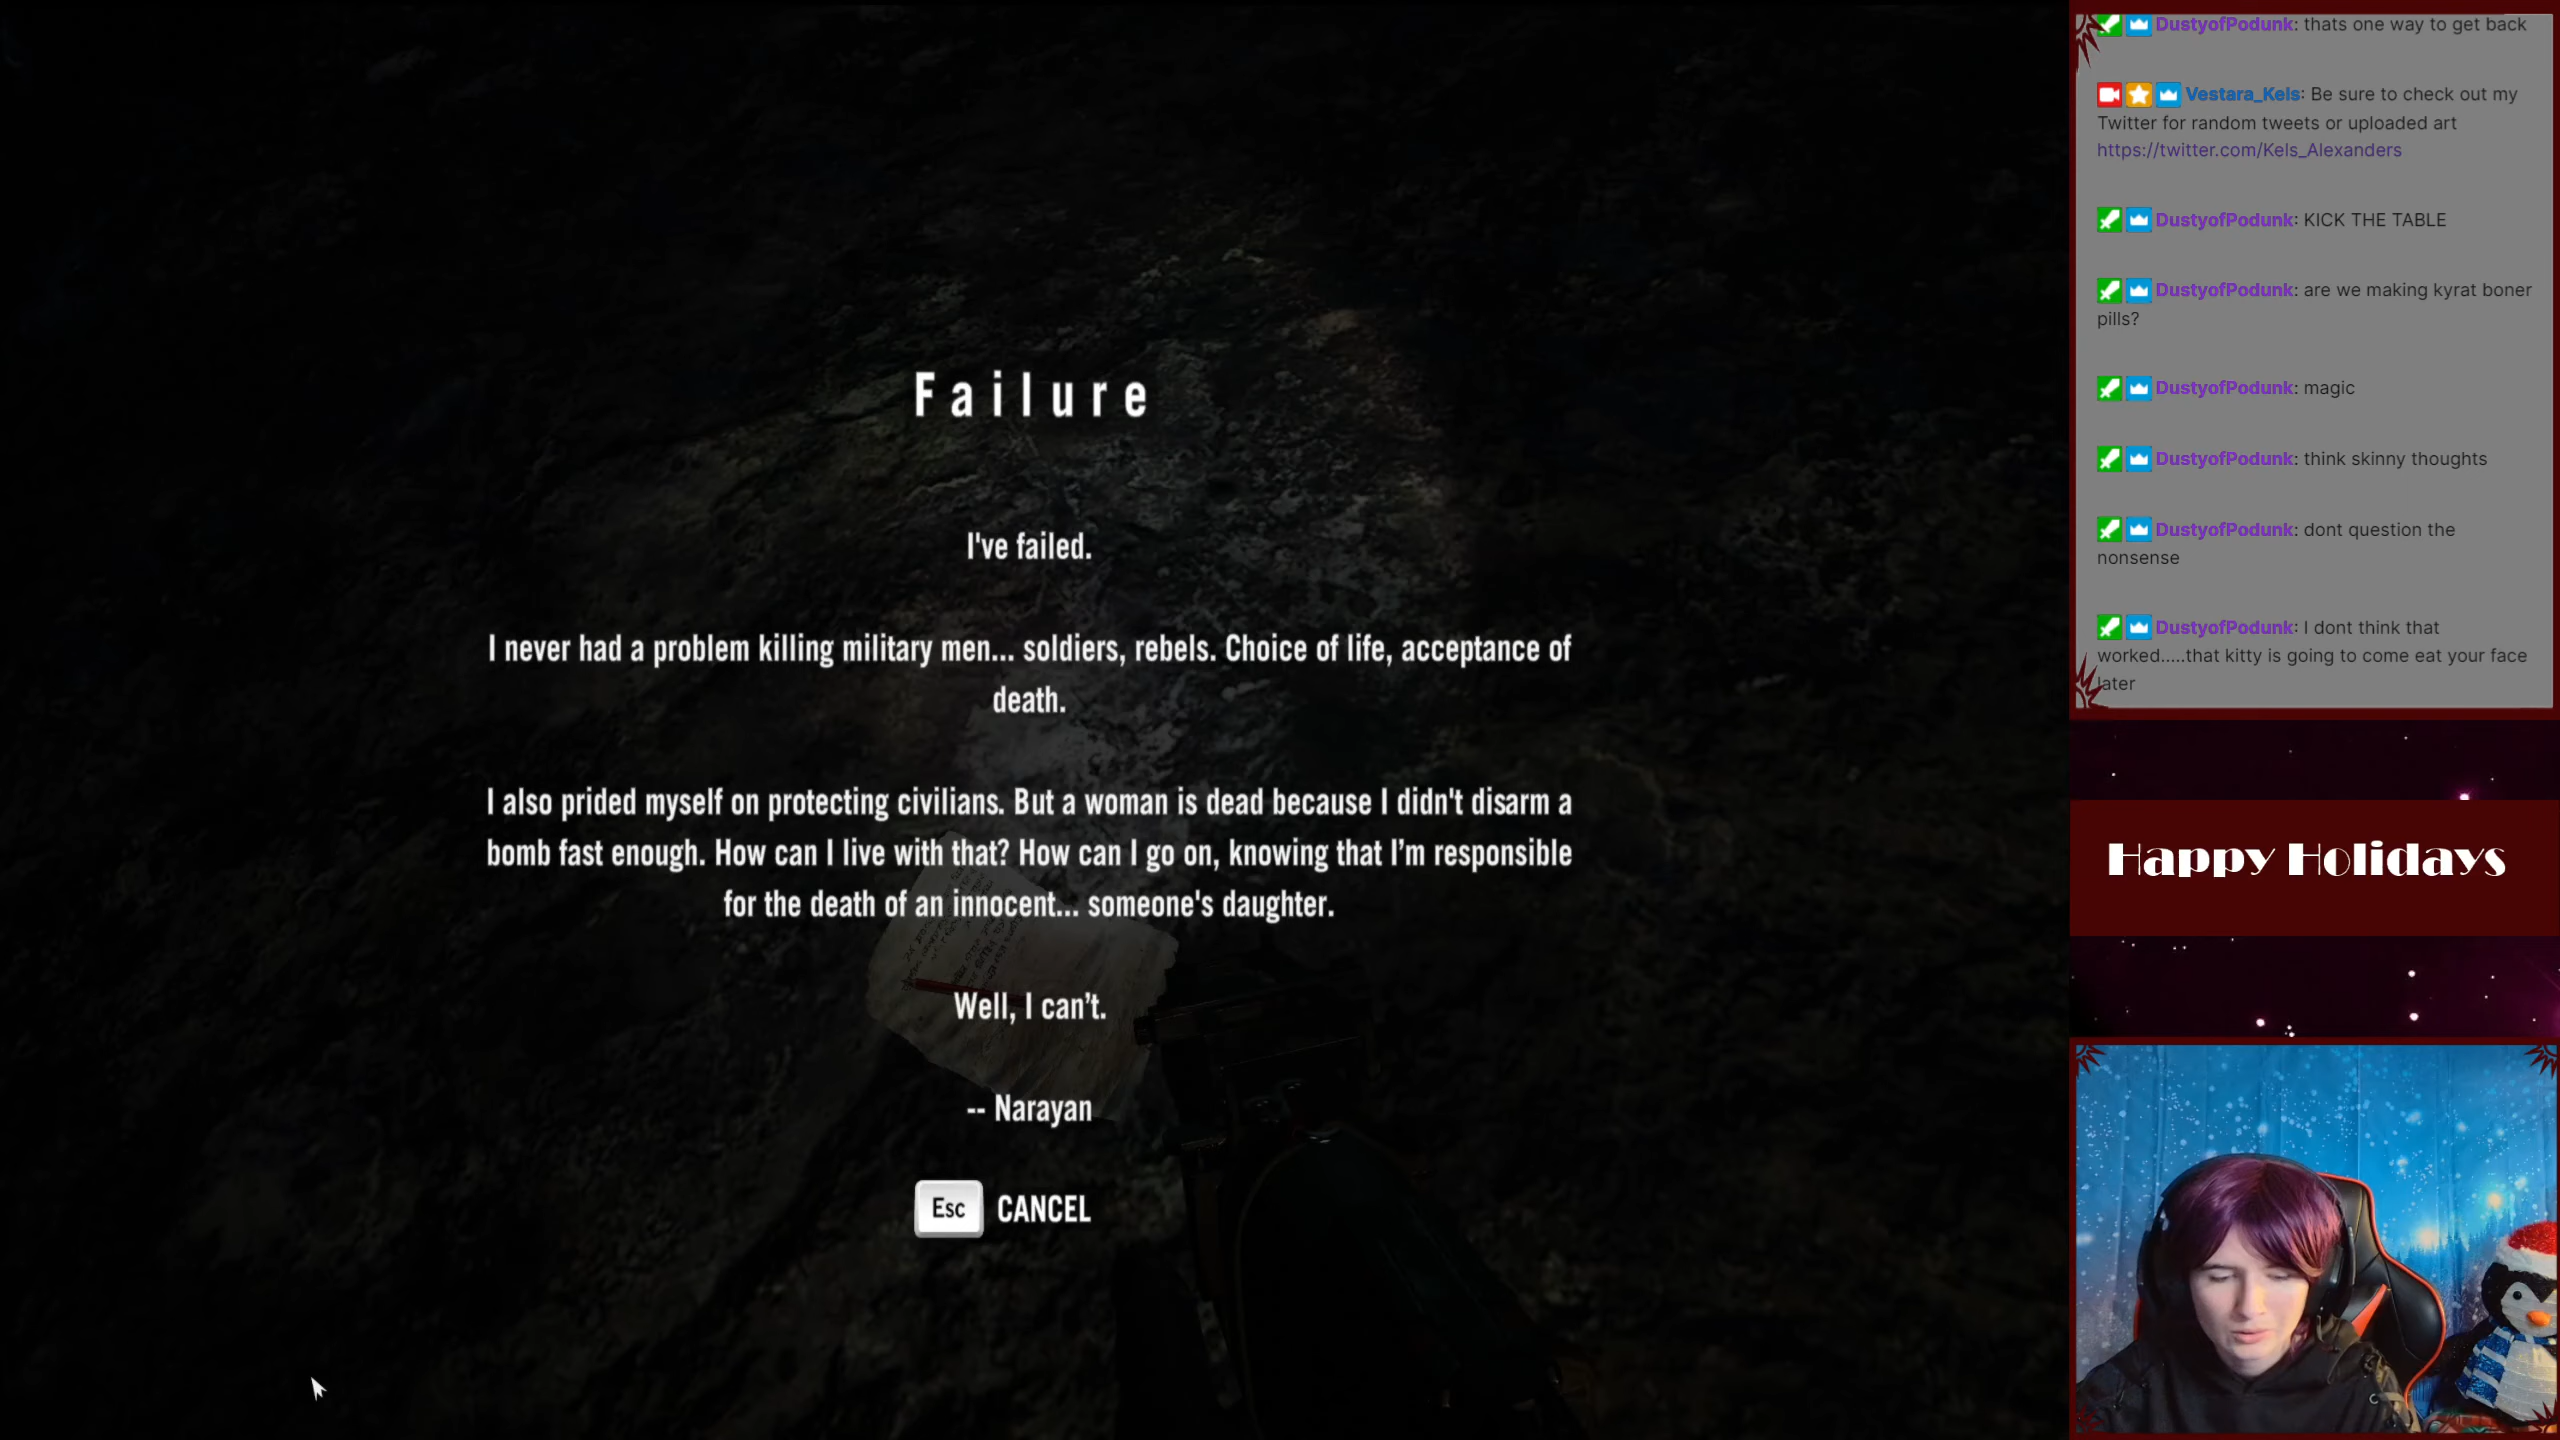 Failure
I've failed.
I never had a problem killing military men... soldiers, rebels. Choice of life, acceptance of
death.
I also prided myself on protecting civilians. But a woman is dead because I didn't disarm a
bomb fast enough. How can I live with that? How can I go on, knowing that I'm responsible
for the death of an innocent... someone's daughter.
Well, I can't.
-- Narayan
Esc CANCEL
DustyofPodunk: thats one way to get back
Vestara_Kels: Be sure to check out my
Twitter for random tweets or uploaded art
https://twitter.com/Kels_Alexanders
DustyofPodunk: KICK THE TABLE
DustyofPodunk: are we making kyrat boner
pills?
DustyofPodunk: magic
DustyofPodunk: think skinny thoughts
DustyofPodunk: dont question the
nonsense
DustyofPodunk: I dont think that
worked.....that kitty is going to come eat your face
later
Happy Holidays